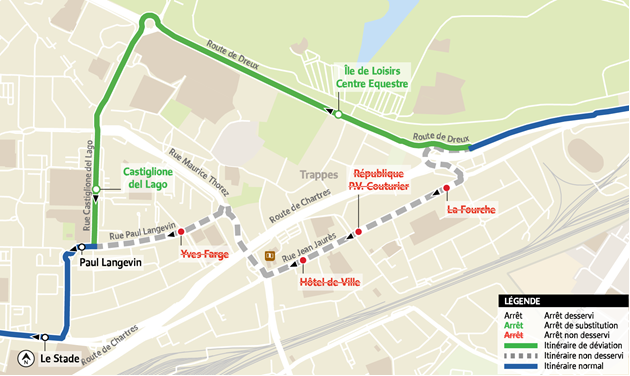 Route de Dreux
Île de Loisirs
Centre Equestre
Route de Dreux
Rue Maurice Thorez
Trappes
République
P.V. Couturier
Castiglione
del Lago
Rue Castiglione del Lago
Route de Chartres
La Fourche
Rue Paul Langevin
Yves Farge
Rue Jean Jaurès
Paul Langevin
Hôtel de Ville
Route de Chartres
Le Stade
N
LÉGENDE
Arrêt Arrêt desservi
Arrêt Arrêt de substitution
Arrêt Arrêt non desservi
Itinéraire de déviation
Itinéraire non desservi
Itinéraire normal